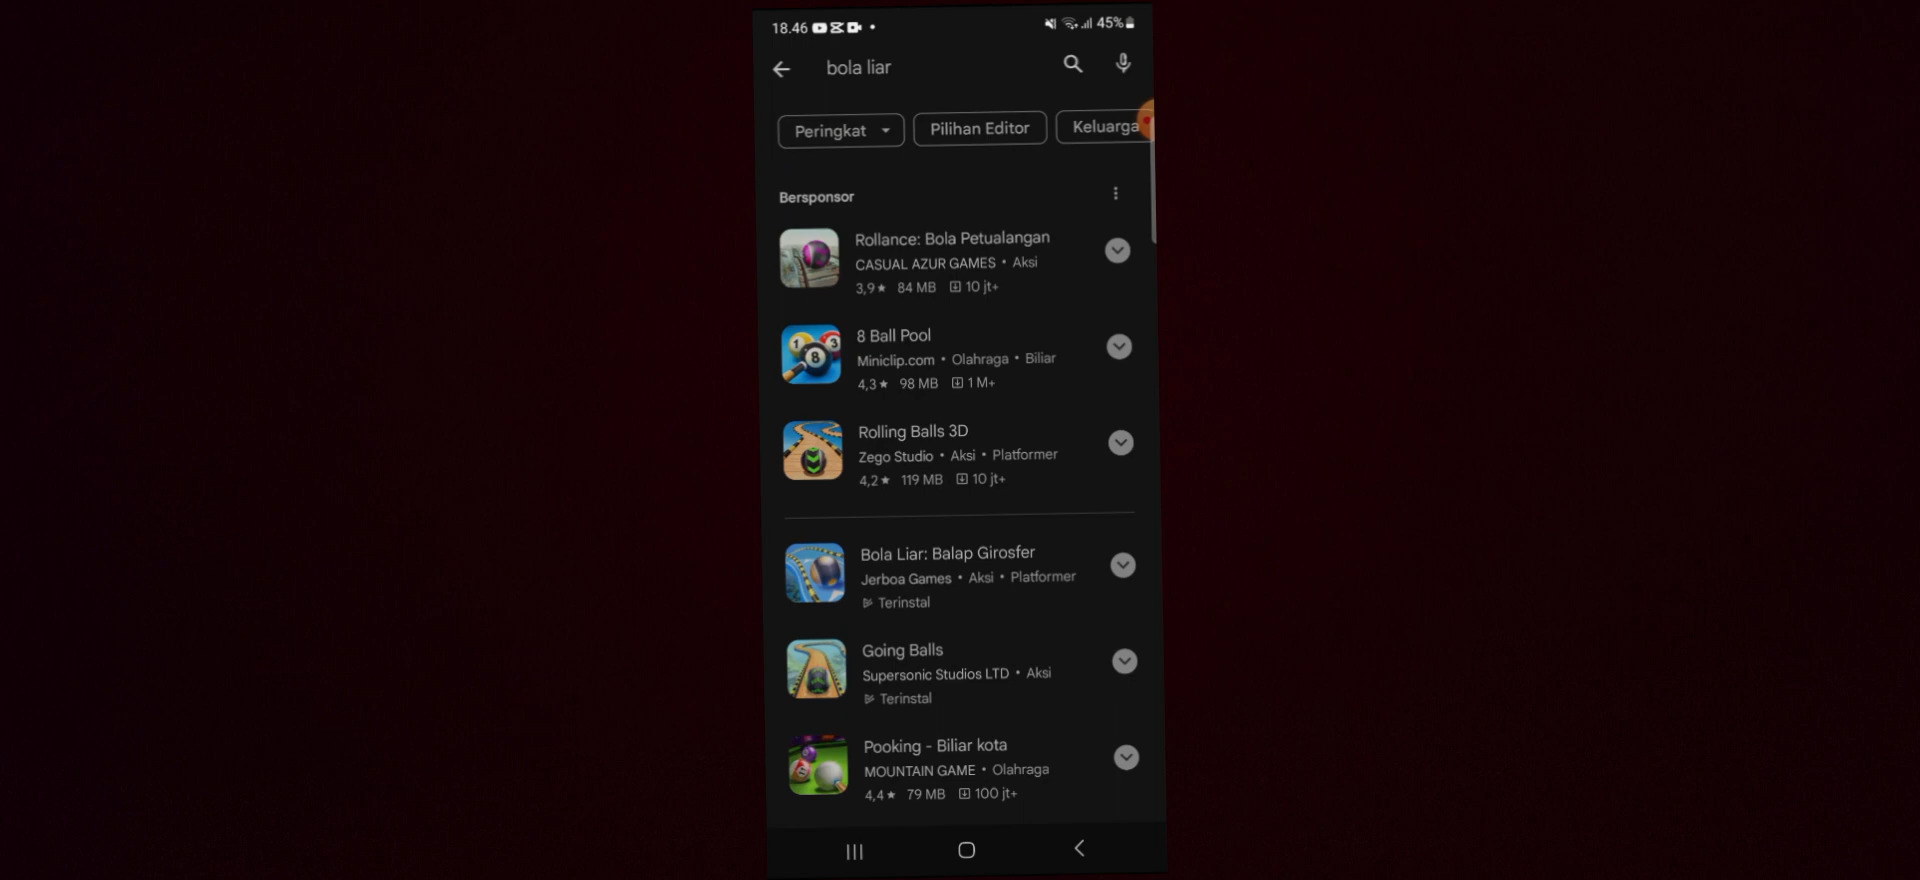 18.46 45%
bola liar
Peringkat Pilihan Editor Keluarga
Bersponsor
Rollance: Bola Petualangan
CASUAL AZUR GAMES • Aksi
3,9★ 84 MB 10 jt+
8 Ball Pool
Miniclip.com • Olahraga • Biliar
4,3★ 98 MB 1 M+
1 3
8
Rolling Balls 3D
Zego Studio • Aksi • Platformer
4,2★ 119 MB 10 jt+
Bola Liar: Balap Girosfer
Jerboa Games • Aksi • Platformer
Terinstal
Going Balls
Supersonic Studios LTD • Aksi
Terinstal
Pooking - Biliar kota
MOUNTAIN GAME • Olahraga
4,4★ 79 MB 100 jt+